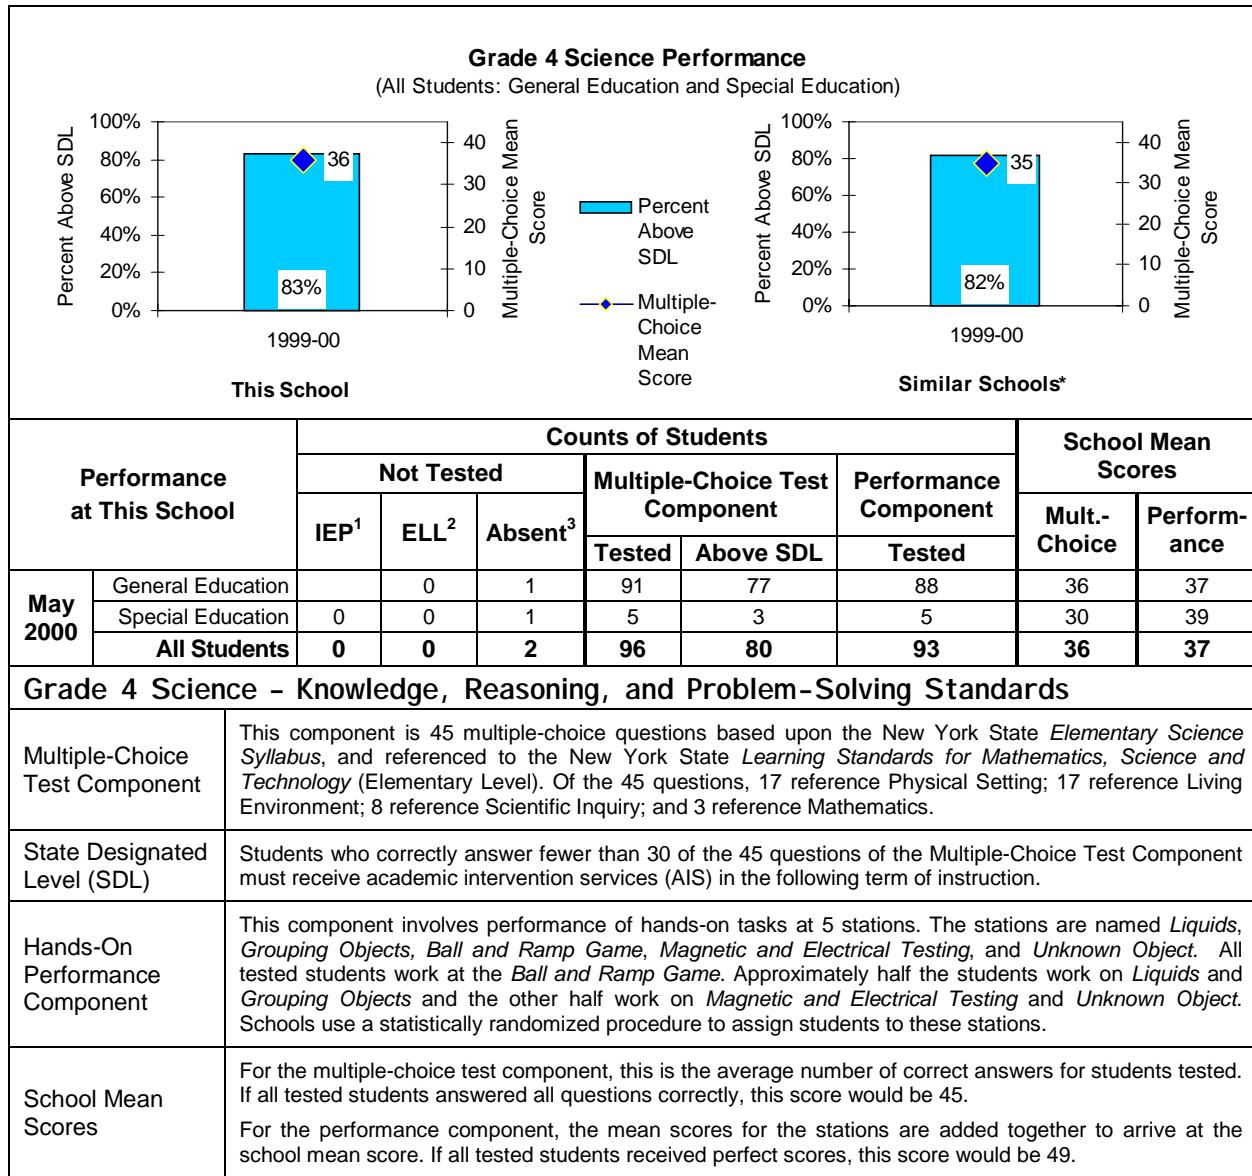 Grade 4 Science Performance
(All Students: General Education and Special Education)
Percent Above SDL
100%
80%
60%
40%
20%
0%
36
83%
40
30
20
10
0
Multiple-Choice Mean
Score
1999-00
This School
Percent
Above
SDL
Multiple-
Choice
Mean
Score
Percent Above SDL
100%
80%
60%
40%
20%
0%
35
82%
40
30
20
10
0
Multiple-Choice Mean
Score
1999-00
Similar Schools*
Performance
at This School
Counts of Students
School Mean
Scores
Not Tested
Multiple-Choice Test
Component
Performance
Component
IEP1 ELL2 Absent3
Tested Above SDL Tested
Mult.-
Choice
Perform-
ance
May
2000
General Education 0 1 91 77 88 36 37
Special Education 0 0 1 5 3 5 30 39
All Students 0 0 2 96 80 93 36 37
Grade 4 Science – Knowledge, Reasoning, and Problem-Solving Standards
Multiple-Choice
Test Component
This component is 45 multiple-choice questions based upon the New York State Elementary Science
Syllabus, and referenced to the New York State Learning Standards for Mathematics, Science and
Technology (Elementary Level). Of the 45 questions, 17 reference Physical Setting; 17 reference Living
Environment; 8 reference Scientific Inquiry; and 3 reference Mathematics.
State Designated
Level (SDL)
Students who correctly answer fewer than 30 of the 45 questions of the Multiple-Choice Test Component
must receive academic intervention services (AIS) in the following term of instruction.
Hands-On
Performance
Component
This component involves performance of hands-on tasks at 5 stations. The stations are named Liquids,
Grouping Objects, Ball and Ramp Game, Magnetic and Electrical Testing, and Unknown Object. All
tested students work at the Ball and Ramp Game. Approximately half the students work on Liquids and
Grouping Objects and the other half work on Magnetic and Electrical Testing and Unknown Object.
Schools use a statistically randomized procedure to assign students to these stations.
School Mean
Scores
For the multiple-choice test component, this is the average number of correct answers for students tested.
If all tested students answered all questions correctly, this score would be 45.
For the performance component, the mean scores for the stations are added together to arrive at the
school mean score. If all tested students received perfect scores, this score would be 49.